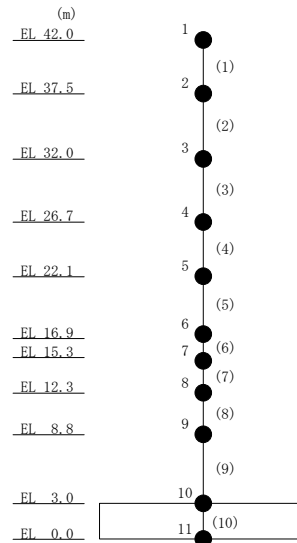 (m)
EL 42.0 1
(1)
EL 37.5 2
(2)
EL 32.0 3
(3)
EL 26.7 4
(4)
EL 22.1 5
(5)
EL 16.9 6
(6)
EL 15.3 7
(7)
EL 12.3 8
(8)
EL 8.8 9
(9)
EL 3.0 10
(10)
EL 0.0 11